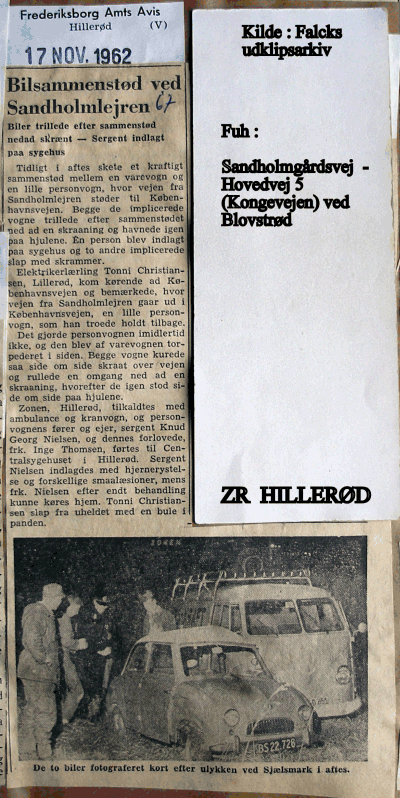 Frederiksborg Amts Avis
Hillerød (V)
17 NOV. 1962
Bilsammenstød ved
Sandholmlejren 67
Biler trillede efter sammenstød
nedad skrænt — Sergent indlagt
paa sygehus
Tidligt i aftes skete et kraftigt
sammenstød mellem en varevogn og
en lille personvogn, hvor vejen fra
Sandholmlejren støder til Køben-
havnsvejen. Begge de implicerede
vogne trillede efter sammenstødet
ned ad en skraaning og havnede igen
paa hjulene. Én person blev indlagt
paa sygehus og to andre implicerede
slap med skrammer.
Elektrikerlærling Tonni Christian-
sen, Lillerød, kom kørende ad Kø-
benhavnsvejen og bemærkede, hvor
vejen fra Sandholmlejren gaar ud i
Københavnsvejen, en lille person-
vogn, som han troede holdt tilbage.
Det gjorde personvognen imidlertid
ikke, og den blev af varevognen tor-
pederet i siden. Begge vogne kurede
saa side om side skraat over vejen
og rullede en omgang ned ad en
skraaning, hvorefter de igen stod si-
de om side paa hjulene.
Zonen, Hillerød, tilkaldtes med
ambulance og kranvogn, og person-
vognens fører og ejer, sergent Knud
Georg Nielsen, og dennes forlovede,
frk. Inge Thomsen, førtes til Cen-
tralsygehuset i Hillerød. Sergent
Nielsen indlagdes med hjernerystel-
se og forskellige smaalæsioner, mens
frk. Nielsen efter endt behandling
kunne køres hjem. Tonni Christian-
sen slap fra uheldet med en bule i
panden.
Kilde : Falcks
udklipsarkiv
Fuh :
Sandholmgårdsvej -
Hovedvej 5
(Kongevejen) ved
Blovstrød
ZR HILLERØD
ZONEN
BS 22.726
De to biler fotograferet kort efter ulykken ved Sjælsmark i aftes.